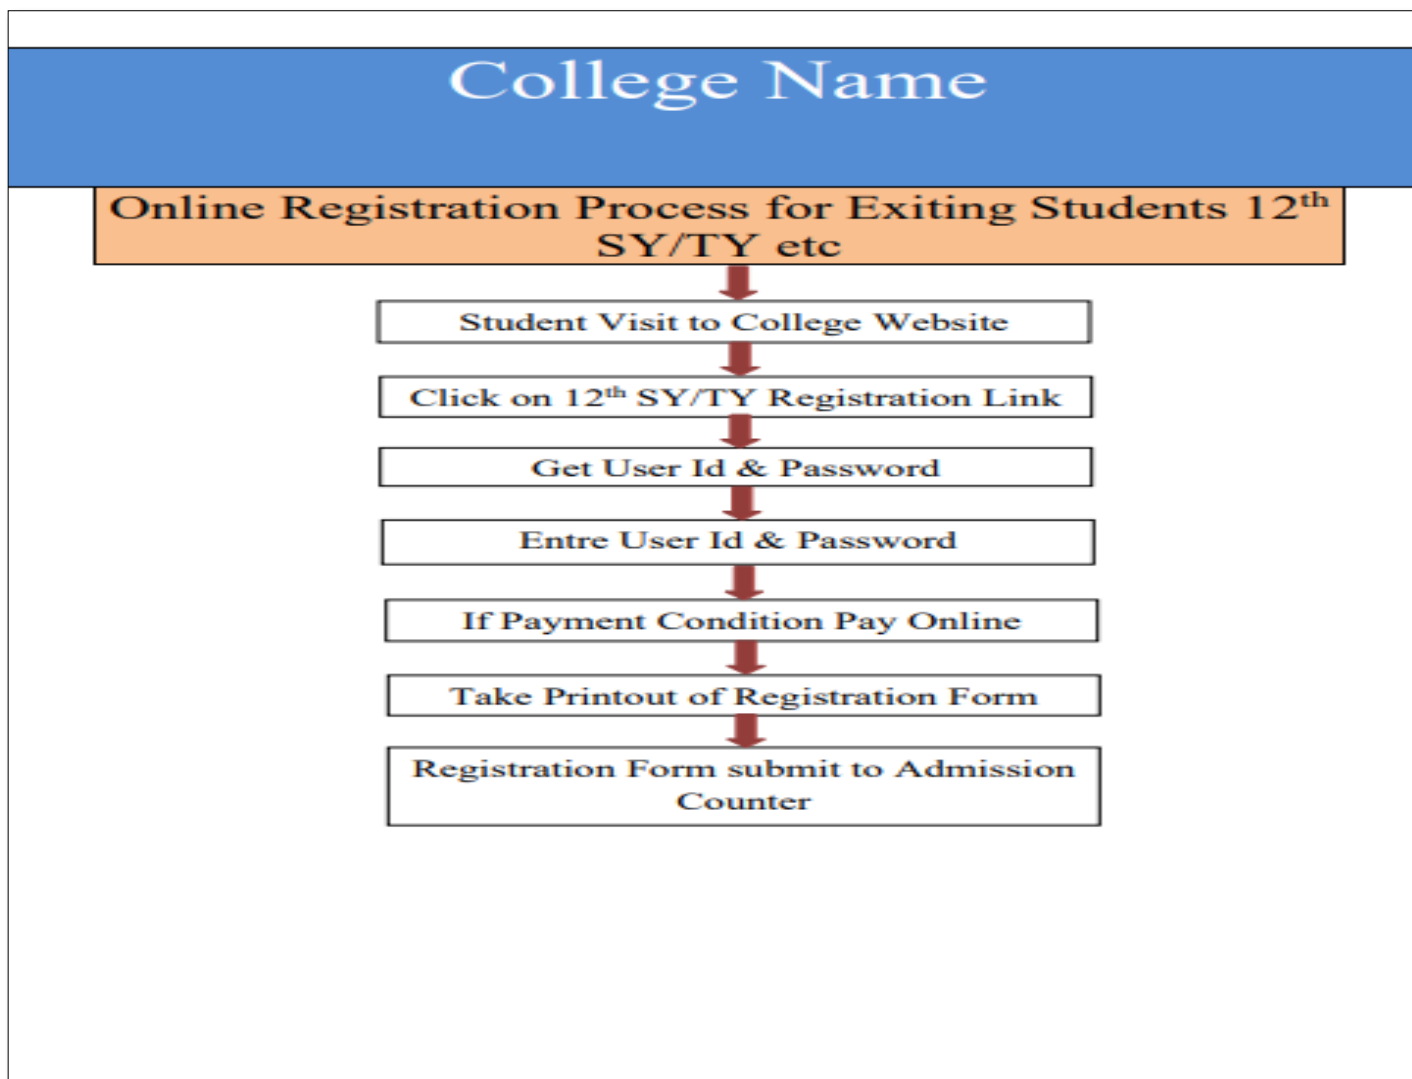 College Name
Online Registration Process for Exiting Students 12th
SY/TY etc
Student Visit to College Website
Click on 12th SY/TY Registration Link
Get User Id & Password
Entre User Id & Password
If Payment Condition Pay Online
Take Printout of Registration Form
Registration Form submit to Admission
Counter